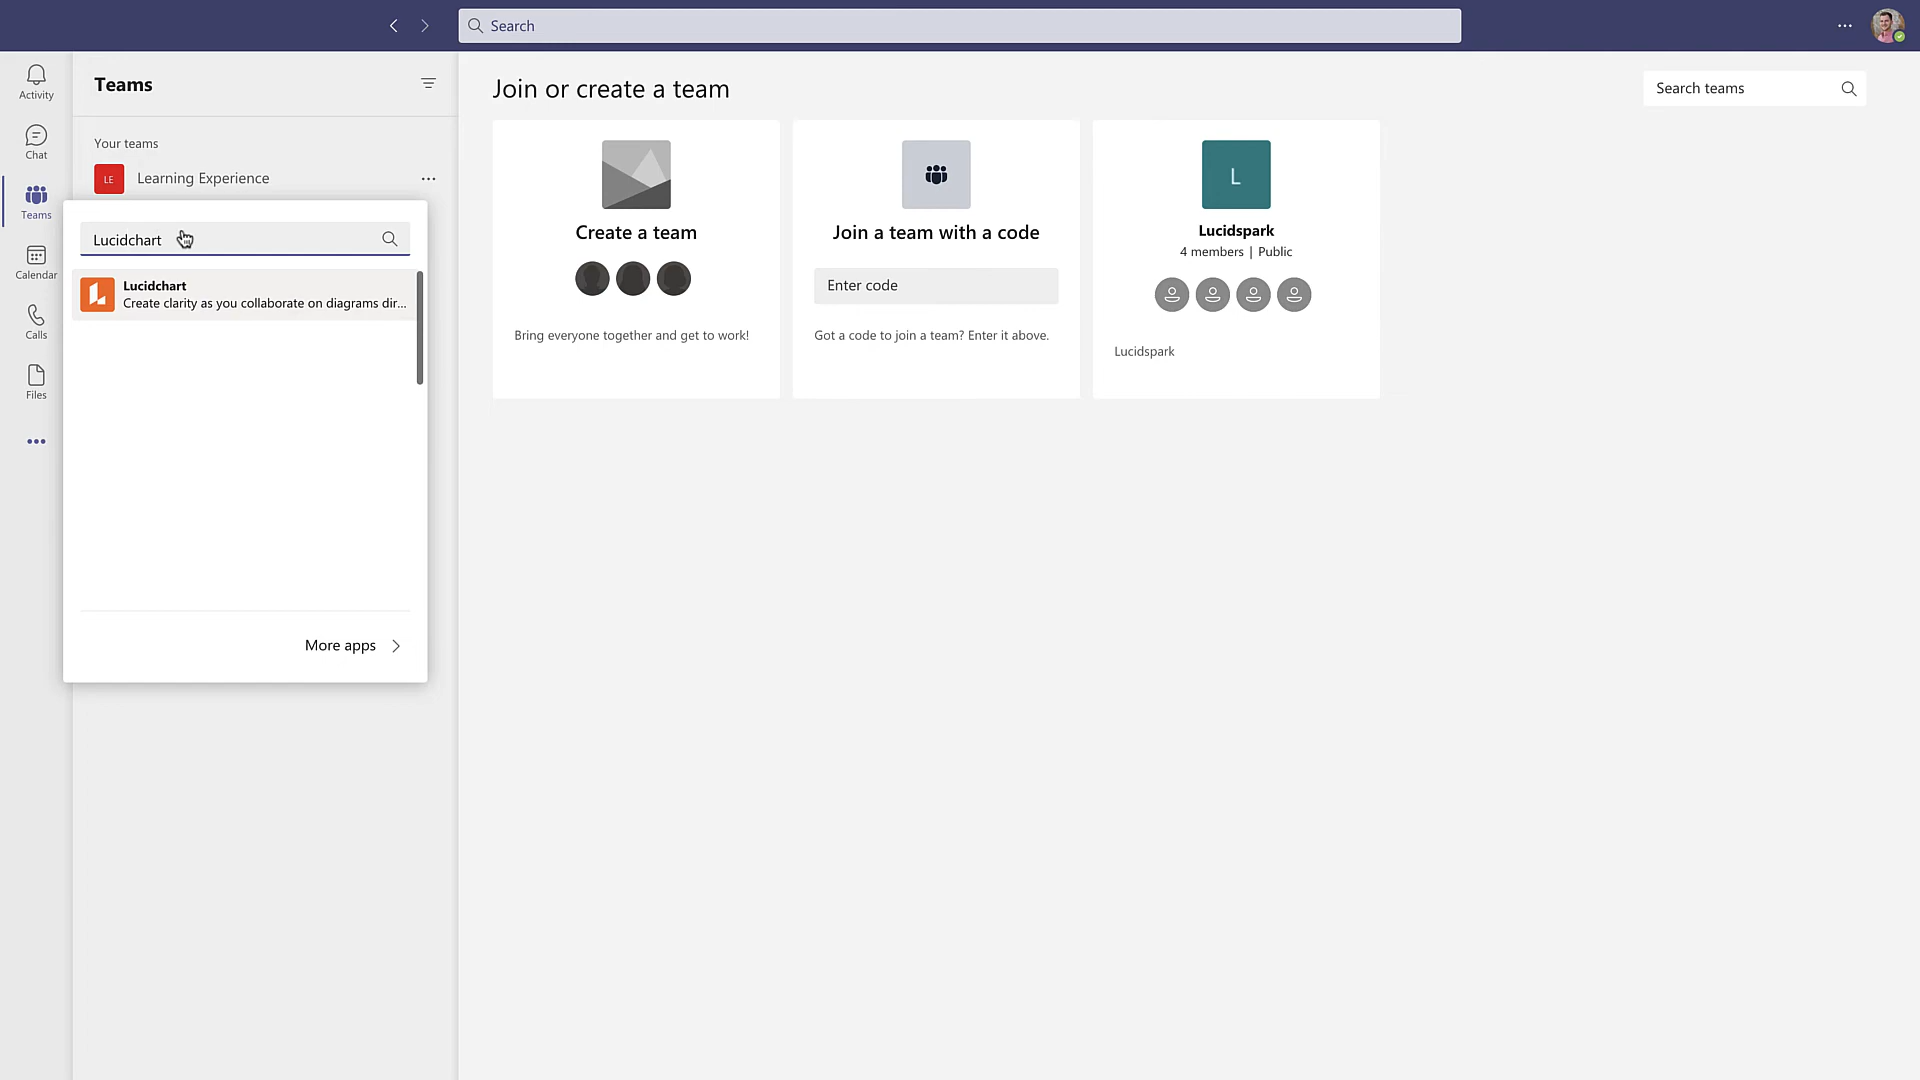 Search
Activity
Chat
Teams
Calendar
Calls
Files
Teams
Your teams
LE
Learning Experience
Lucidchart
Lucidchart
Create clarity as you collaborate on diagrams dir...
More apps
Join or create a team
Search teams
Create a team
Bring everyone together and get to work!
Join a team with a code
Enter code
Got a code to join a team? Enter it above.
L
Lucidspark
4 members | Public
Lucidspark